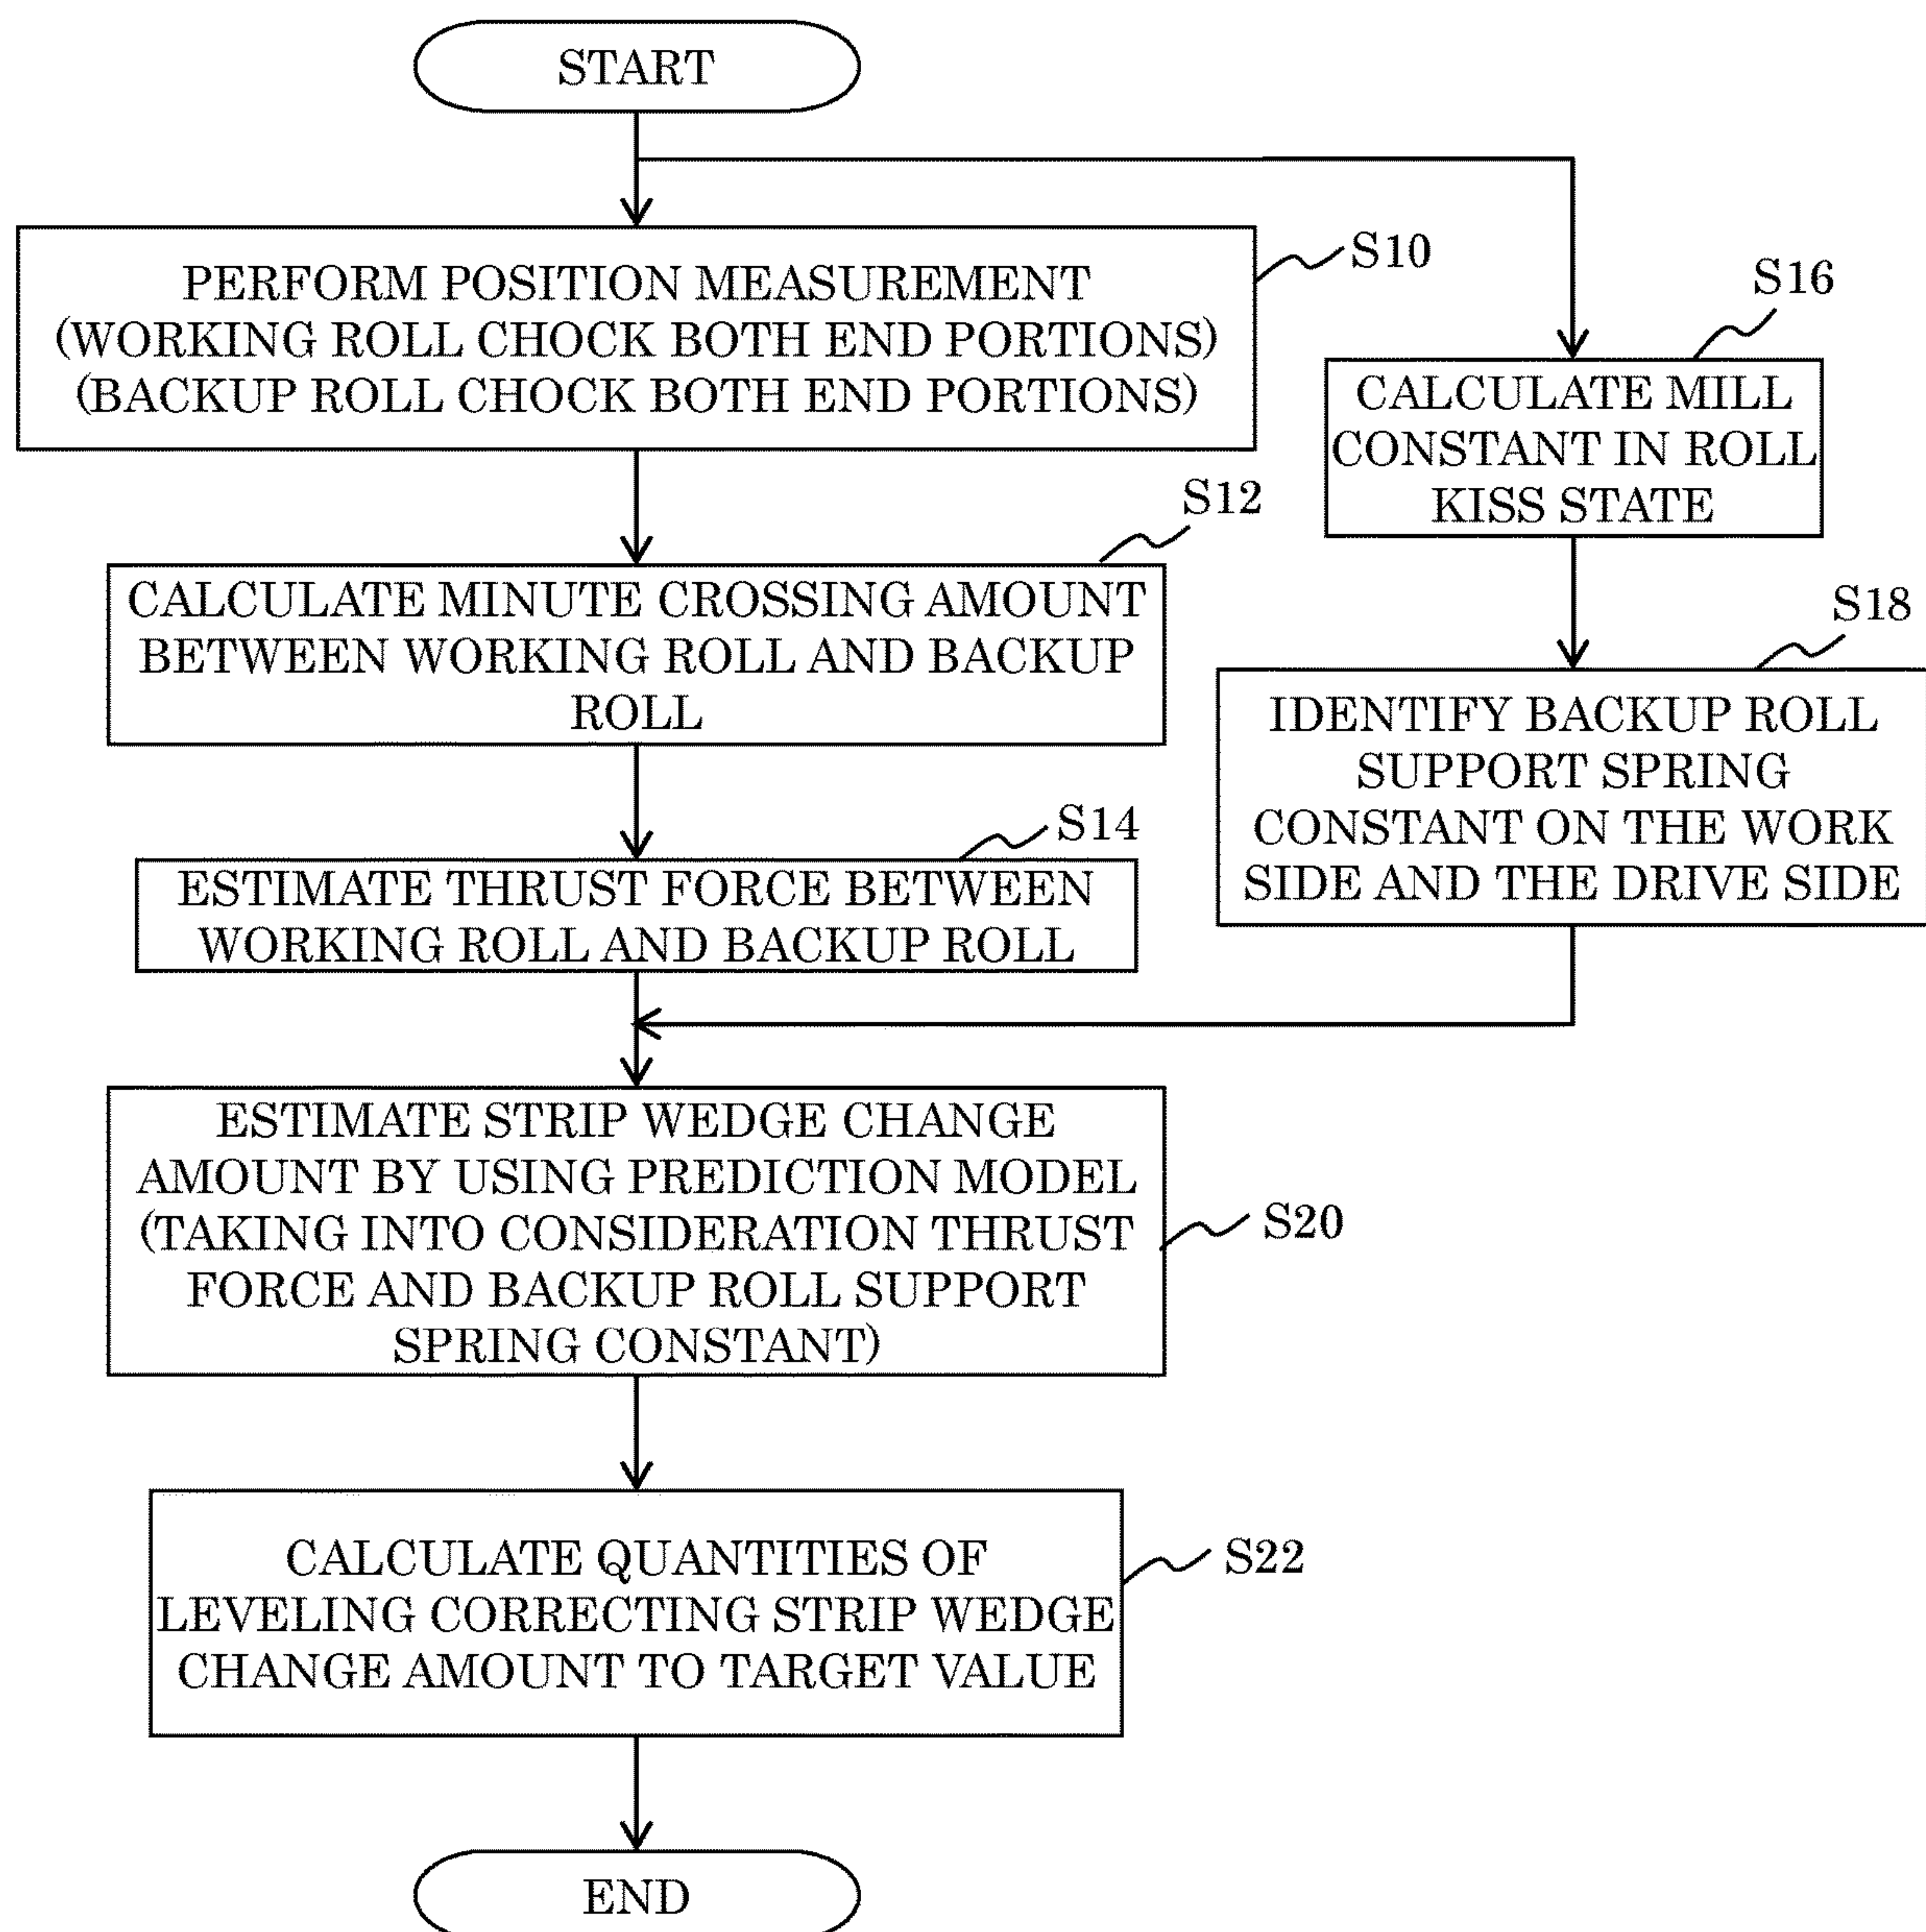 START
S10
PERFORM POSITION MEASUREMENT
(WORKING ROLL CHOCK BOTH END PORTIONS)
(BACKUP ROLL CHOCK BOTH END PORTIONS)
S12
CALCULATE MINUTE CROSSING AMOUNT
BETWEEN WORKING ROLL AND BACKUP
ROLL
S14
ESTIMATE THRUST FORCE BETWEEN
WORKING ROLL AND BACKUP ROLL
S16
CALCULATE MILL
CONSTANT IN ROLL
KISS STATE
S18
IDENTIFY BACKUP ROLL
SUPPORT SPRING
CONSTANT ON THE WORK
SIDE AND THE DRIVE SIDE
ESTIMATE STRIP WEDGE CHANGE
AMOUNT BY USING PREDICTION MODEL
(TAKING INTO CONSIDERATION THRUST
FORCE AND BACKUP ROLL SUPPORT
SPRING CONSTANT)
S20
CALCULATE QUANTITIES OF
LEVELING CORRECTING STRIP WEDGE
CHANGE AMOUNT TO TARGET VALUE
S22
END